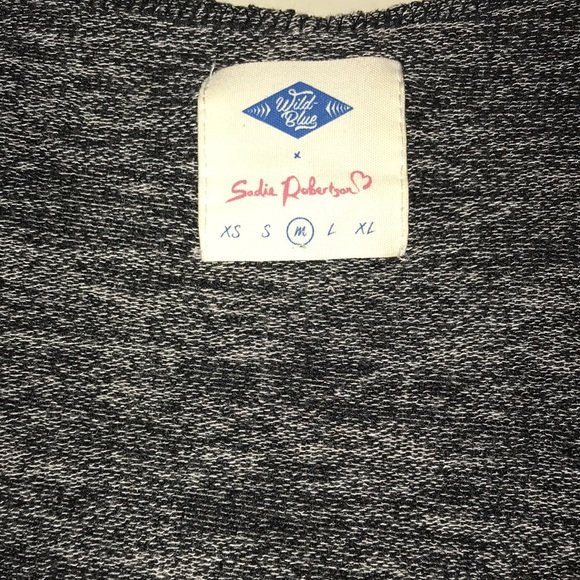 Wild-
Blue
x
Sadie Robertson♡
XS S M L XL